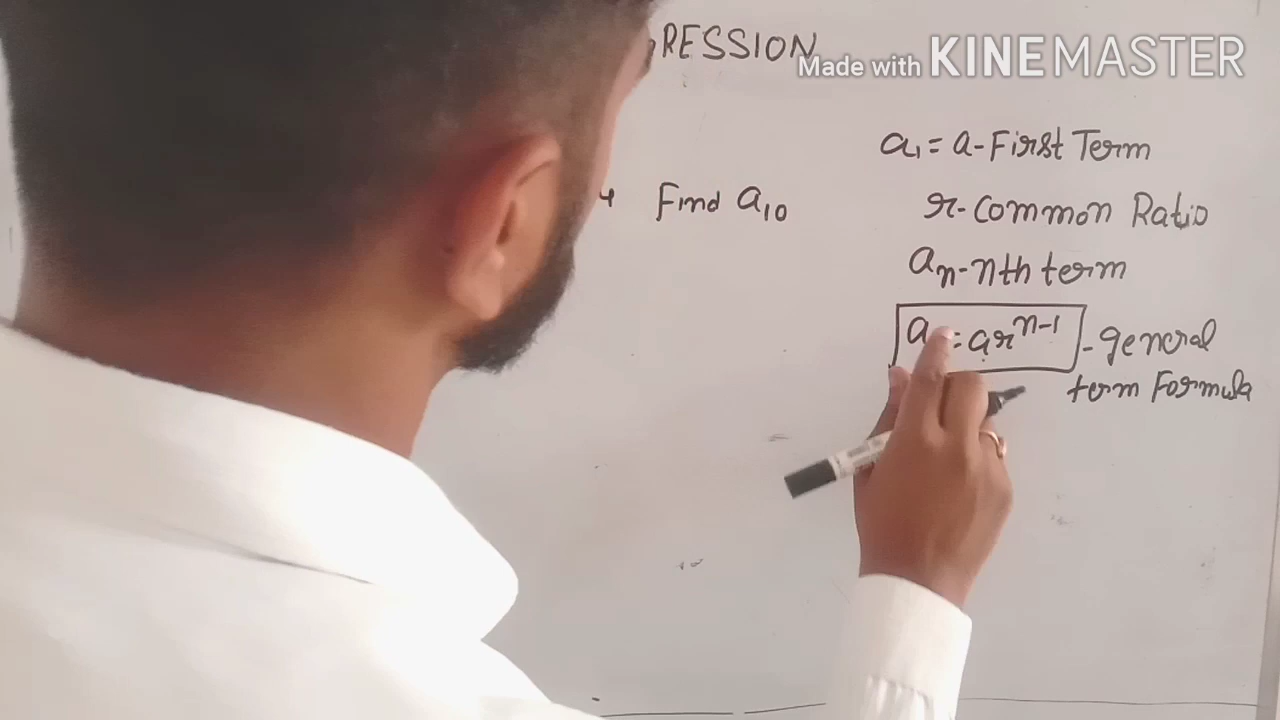 RESSION
Made with KINEMASTER
a₁ = a - First Term
4 Find a₁₀
r - Common Ratio
aₙ - nth term
a = arⁿ⁻¹ - general
term Formula